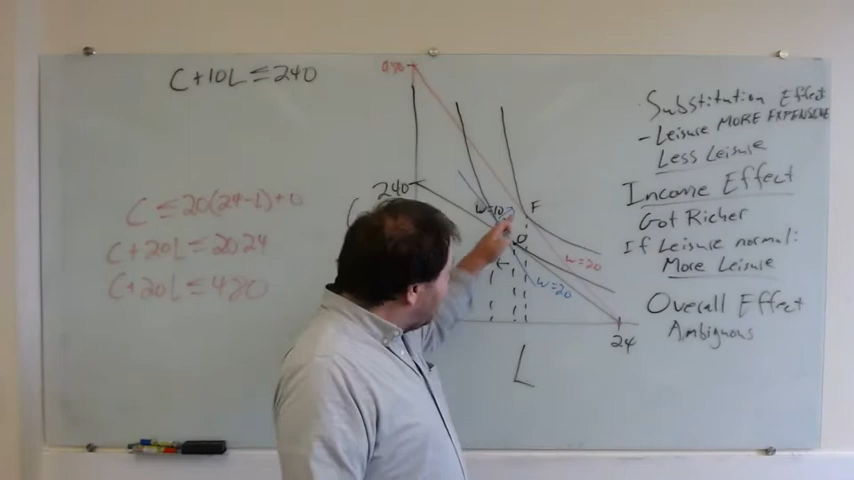 C+10L≤240
C≤20(24-L)+0
C+20L≤20 24
C+20L≤480
480
240
C
w=10
F
O
w=20
w=20
24
L
Substitution Effect
- Leisure MORE EXPENSIVE
Less Leisure
Income Effect
Got Richer
If Leisure normal:
More Leisure
Overall Effect
Ambiguous